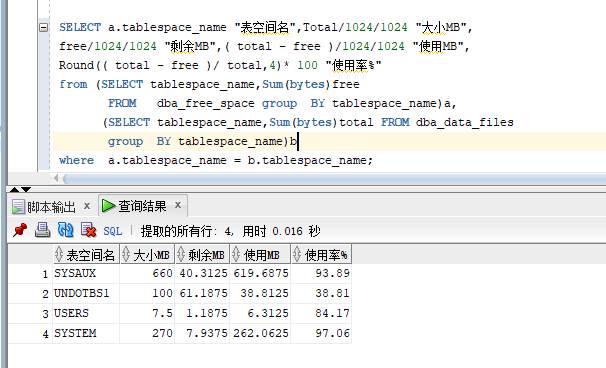 SELECT a.tablespace_name "表空间名",Total/1024/1024 "大小MB",
free/1024/1024 "剩余MB",( total - free )/1024/1024 "使用MB",
Round(( total - free )/ total,4)* 100 "使用率%"
from (SELECT tablespace_name,Sum(bytes)free
FROM dba_free_space group BY tablespace_name)a,
(SELECT tablespace_name,Sum(bytes)total FROM dba_data_files
group BY tablespace_name)b
where a.tablespace_name = b.tablespace_name;
脚本输出 x 查询结果 x
SQL | 提取的所有行: 4, 用时 0.016 秒
表空间名 大小MB 剩余MB 使用MB 使用率%
1 SYSAUX 660 40.3125 619.6875 93.89
2 UNDOTBS1 100 61.1875 38.8125 38.81
3 USERS 7.5 1.1875 6.3125 84.17
4 SYSTEM 270 7.9375 262.0625 97.06